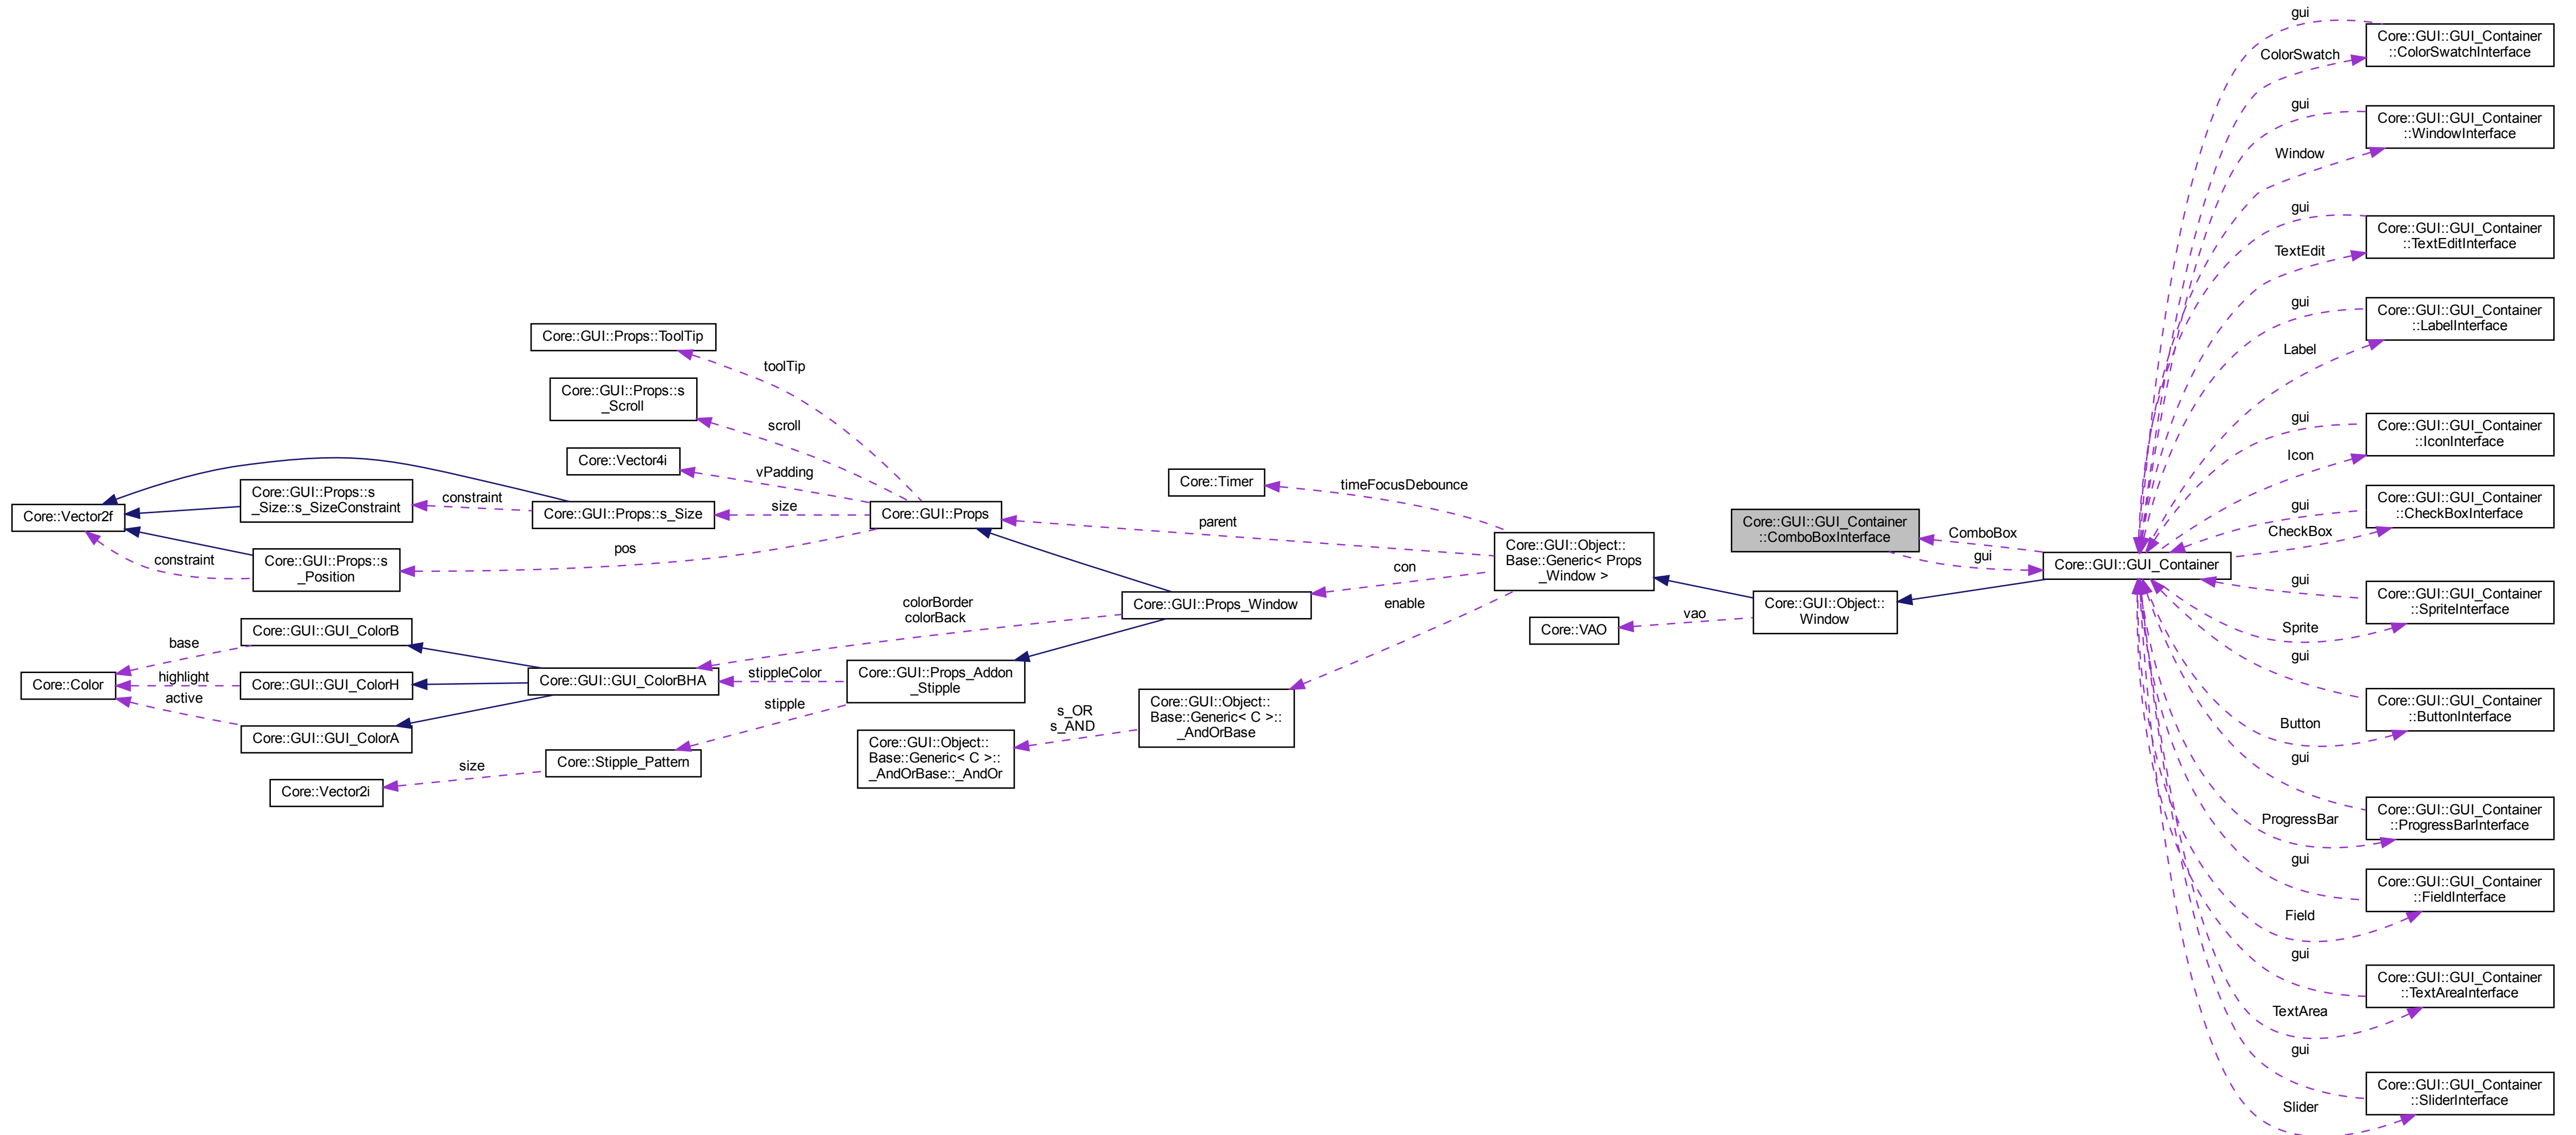 Core::Vector2f
Core::Color
Core::GUI::Props::s
_Size::s_SizeConstraint
constraint
Core::GUI::Props::s
_Position
constraint
Core::GUI::GUI_ColorB
base
Core::GUI::GUI_ColorH
highlight
Core::GUI::GUI_ColorA
active
Core::Vector2i
size
Core::GUI::Props::ToolTip
Core::GUI::Props::s
_Scroll
Core::Vector4i
Core::GUI::Props::s_Size
Core::GUI::GUI_ColorBHA
Core::Stipple_Pattern
toolTip
scroll
vPadding
size
pos
colorBorder
colorBack
stippleColor
stipple
Core::GUI::Props
Core::GUI::Props_Addon
_Stipple
Core::GUI::Object::
Base::Generic< C >::
_AndOrBase::_AndOr
s_OR
s_AND
Core::Timer
Core::GUI::Props_Window
Core::GUI::Object::
Base::Generic< C >::
_AndOrBase
timeFocusDebounce
parent
con
enable
Core::GUI::Object::
Base::Generic< Props
_Window >
Core::VAO
vao
Core::GUI::GUI_Container
::ComboBoxInterface
Core::GUI::Object::
Window
ComboBox
gui
Core::GUI::GUI_Container
gui
ColorSwatch
Core::GUI::GUI_Container
::ColorSwatchInterface
gui
Window
Core::GUI::GUI_Container
::WindowInterface
gui
TextEdit
Core::GUI::GUI_Container
::TextEditInterface
gui
Label
Core::GUI::GUI_Container
::LabelInterface
gui
Icon
Core::GUI::GUI_Container
::IconInterface
gui
CheckBox
Core::GUI::GUI_Container
::CheckBoxInterface
gui
Sprite
Core::GUI::GUI_Container
::SpriteInterface
gui
Button
Core::GUI::GUI_Container
::ButtonInterface
gui
ProgressBar
Core::GUI::GUI_Container
::ProgressBarInterface
gui
Field
Core::GUI::GUI_Container
::FieldInterface
gui
TextArea
Core::GUI::GUI_Container
::TextAreaInterface
gui
Slider
Core::GUI::GUI_Container
::SliderInterface